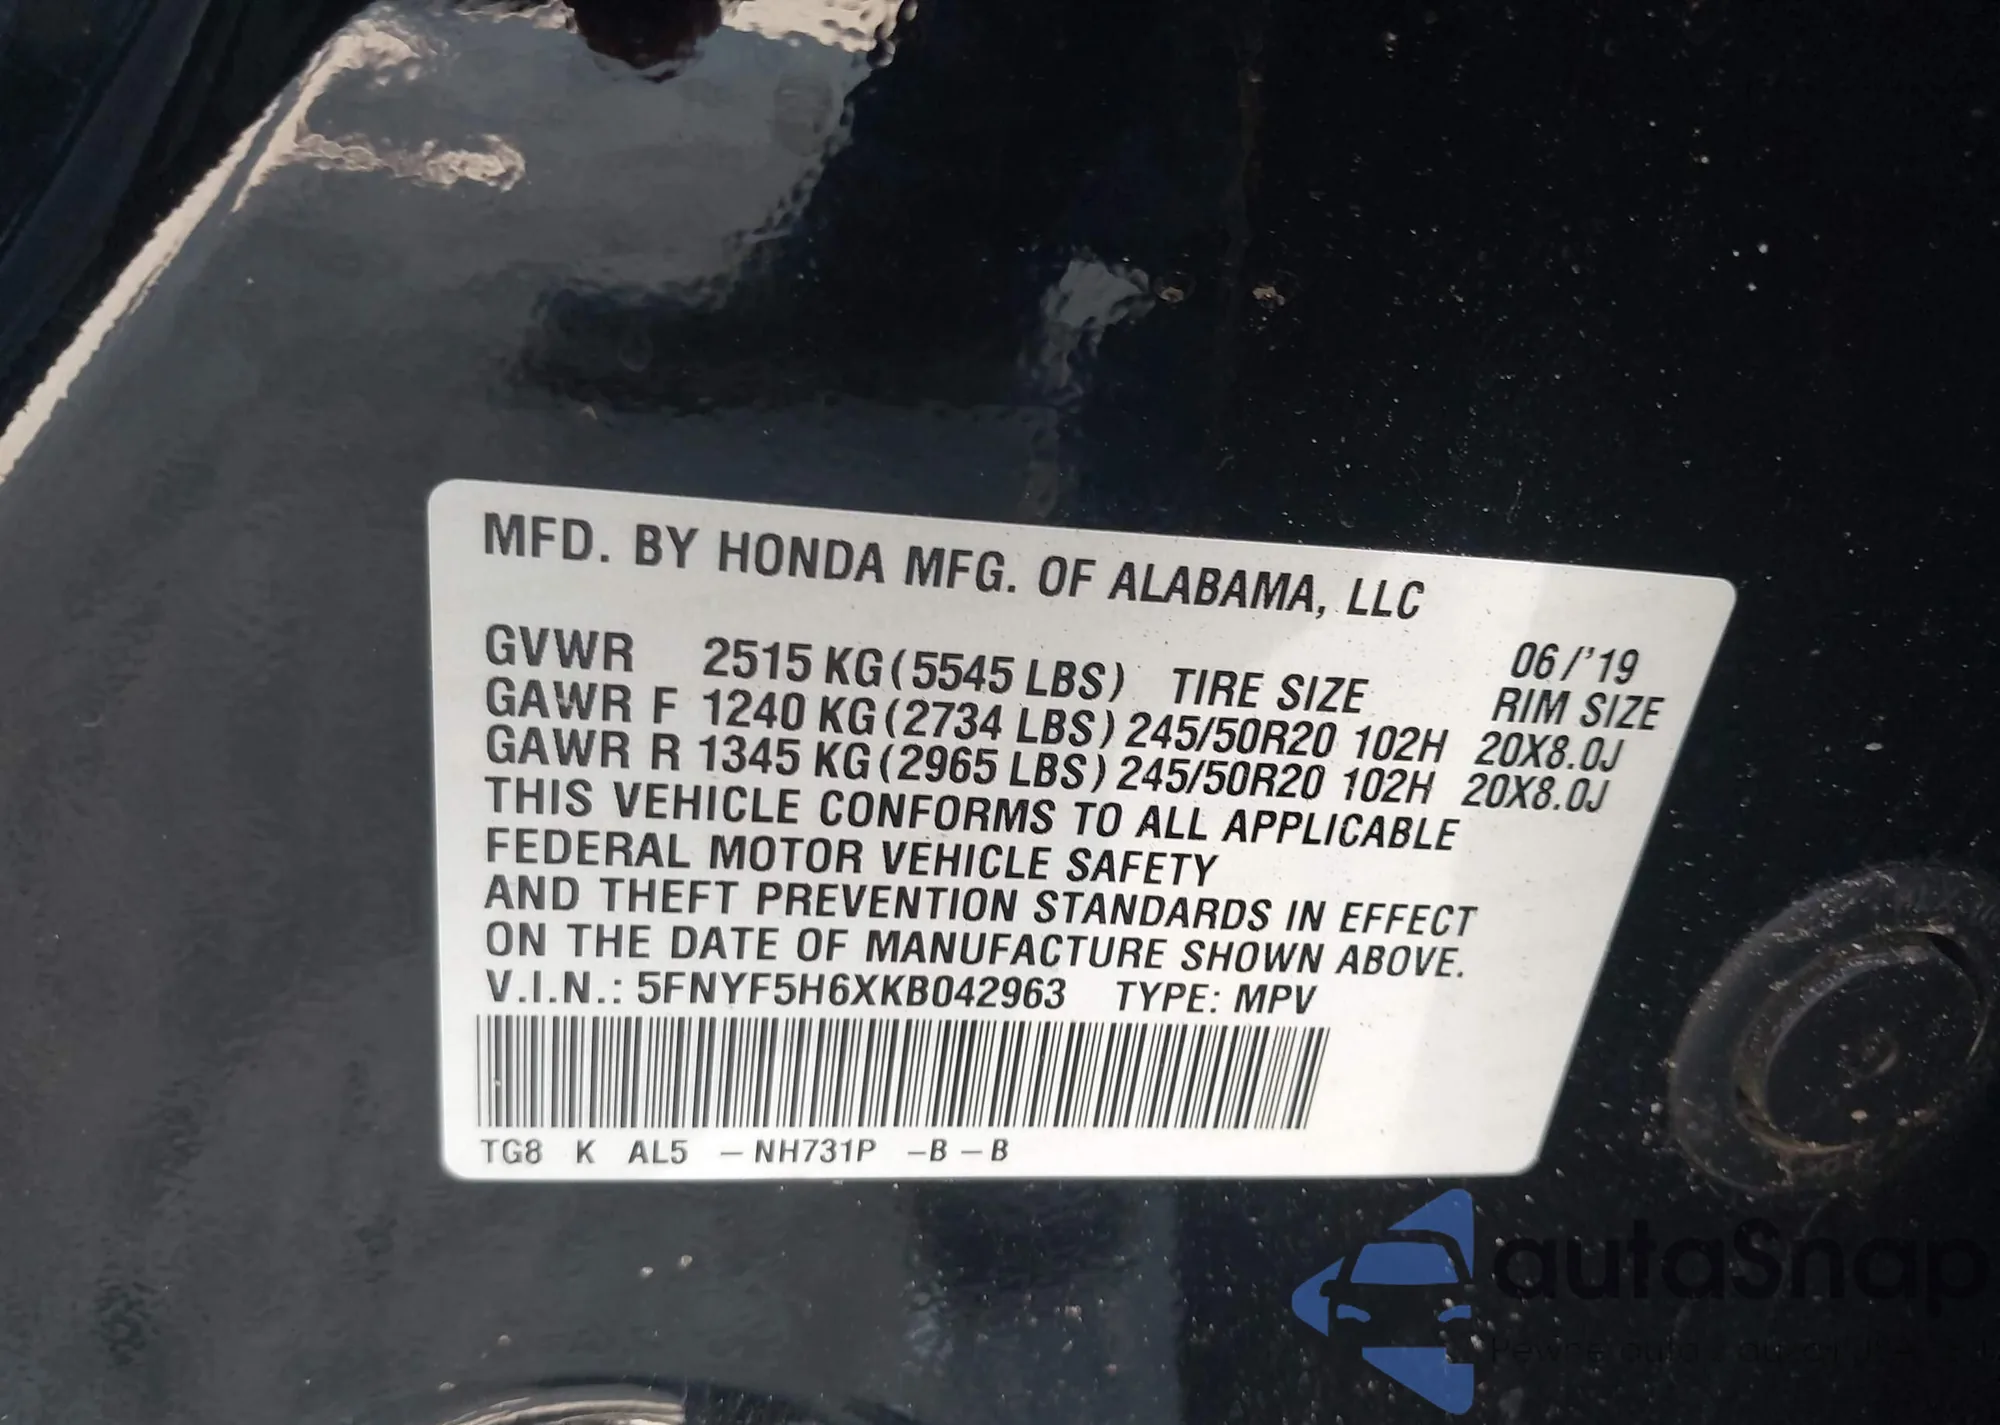 MFD. BY HONDA MFG. OF ALABAMA, LLC
06/'19
GVWR 2515 KG (5545 LBS) TIRE SIZE RIM SIZE
GAWR F 1240 KG (2734 LBS) 245/50R20 102H 20X8.0J
GAWR R 1345 KG (2965 LBS) 245/50R20 102H 20X8.0J
THIS VEHICLE CONFORMS TO ALL APPLICABLE
FEDERAL MOTOR VEHICLE SAFETY
AND THEFT PREVENTION STANDARDS IN EFFECT
ON THE DATE OF MANUFACTURE SHOWN ABOVE.
V.I.N.: 5FNYF5H6XKB042963 TYPE: MPV
TG8 K AL5 –NH731P –B –B
autaSnap
Pewne auta z